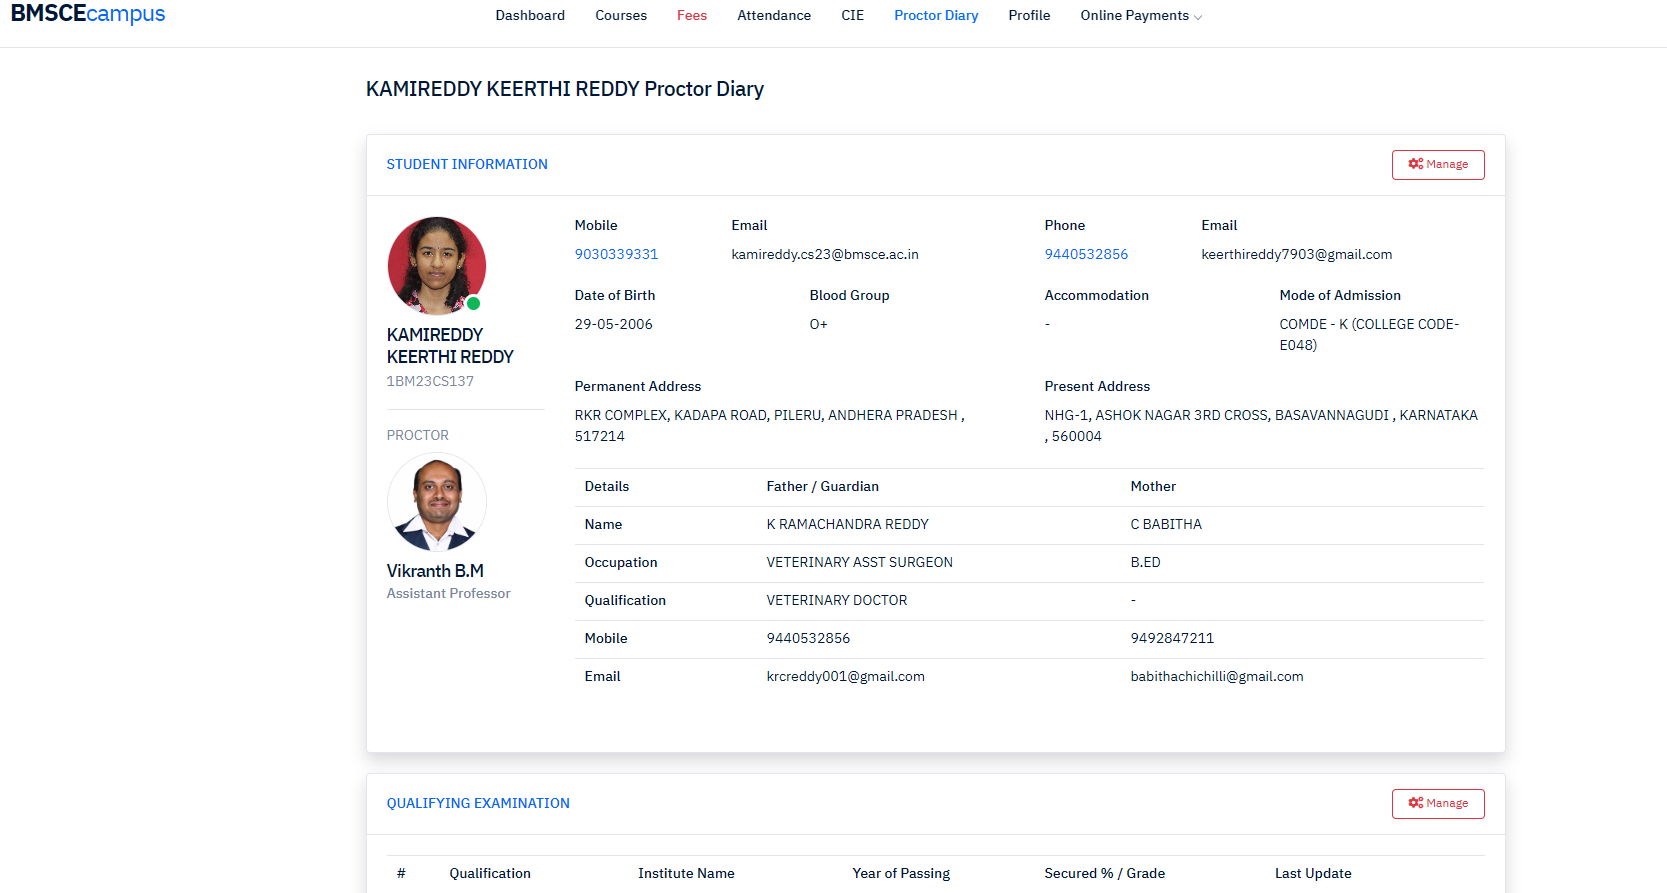 BMSCEcampus
Dashboard Courses Fees Attendance CIE Proctor Diary Profile Online Payments
KAMIREDDY KEERTHI REDDY Proctor Diary
STUDENT INFORMATION Manage
KAMIREDDY
KEERTHI REDDY
1BM23CS137
PROCTOR
Vikranth B.M
Assistant Professor
Mobile Email Phone Email
9030339331 kamireddy.cs23@bmsce.ac.in 9440532856 keerthireddy7903@gmail.com
Date of Birth Blood Group Accommodation Mode of Admission
29-05-2006 O+ - COMDE - K (COLLEGE CODE-
E048)
Permanent Address Present Address
RKR COMPLEX, KADAPA ROAD, PILERU, ANDHERA PRADESH , NHG-1, ASHOK NAGAR 3RD CROSS, BASAVANNAGUDI , KARNATAKA
517214 , 560004
Details Father / Guardian Mother
Name K RAMACHANDRA REDDY C BABITHA
Occupation VETERINARY ASST SURGEON B.ED
Qualification VETERINARY DOCTOR -
Mobile 9440532856 9492847211
Email krcreddy001@gmail.com babithachichilli@gmail.com
QUALIFYING EXAMINATION Manage
# Qualification Institute Name Year of Passing Secured % / Grade Last Update